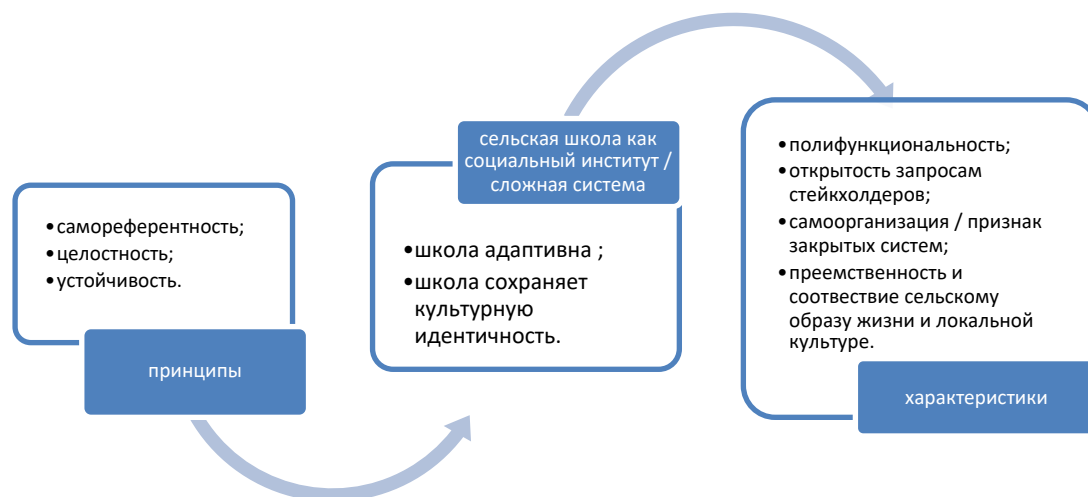 •самореферентность;
•целостность;
•устойчивость.
принципы
сельская школа как
социальный институт /
сложная система
•школа адаптивна ;
•школа сохраняет
культурную
идентичность.
•полифункциональность;
•открытость запросам
стейкхолдеров;
•самоорганизация / признак
закрытых систем;
•преемственность и
соотвествие сельскому
образу жизни и локальной
культуре.
характеристики